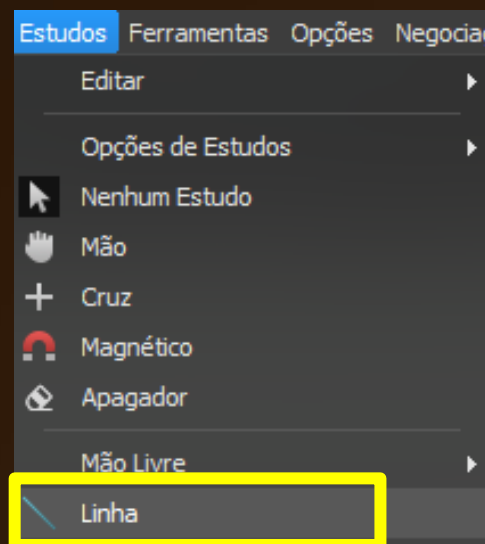 Estudos Ferramentas Opções
Editar
Opções de Estudos
Nenhum Estudo
Mão
Cruz
Magnético
Apagador
Mão Livre
Linha